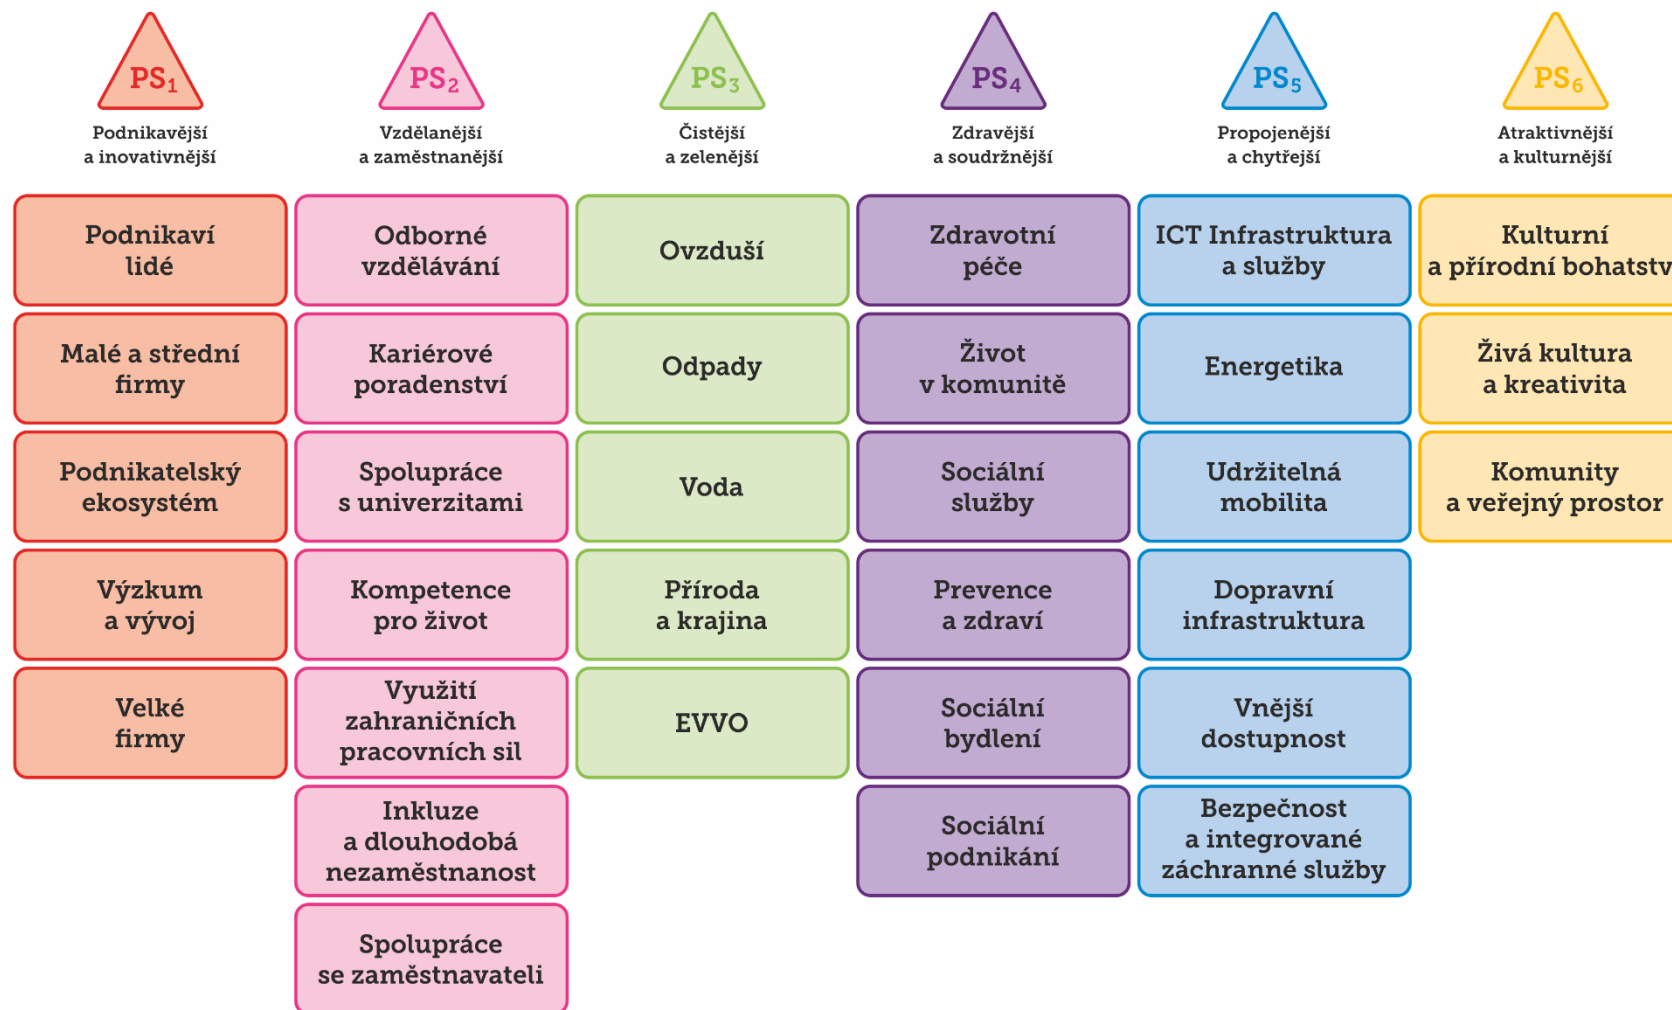 PS1
Podnikavější
a inovativnější
Podnikaví
lidé
Malé a střední
firmy
Podnikatelský
ekosystém
Výzkum
a vývoj
Velké
firmy
PS2
Vzdělanější
a zaměstnanější
Odborné
vzdělávání
Kariérové
poradenství
Spolupráce
s univerzitami
Kompetence
pro život
Využití
zahraničních
pracovních sil
Inkluze
a dlouhodobá
nezaměstnanost
Spolupráce
se zaměstnavateli
PS3
Čistější
a zelenější
Ovzduší
Odpady
Voda
Příroda
a krajina
EVVO
PS4
Zdravější
a soudržnější
Zdravotní
péče
Život
v komunitě
Sociální
služby
Prevence
a zdraví
Sociální
bydlení
Sociální
podnikání
PS5
Propojenější
a chytřejší
ICT Infrastruktura
a služby
Energetika
Udržitelná
mobilita
Dopravní
infrastruktura
Vnější
dostupnost
Bezpečnost
a integrované
záchranné služby
PS6
Atraktivnější
a kulturnější
Kulturní
a přírodní bohatstv
Živá kultura
a kreativita
Komunity
a veřejný prostor